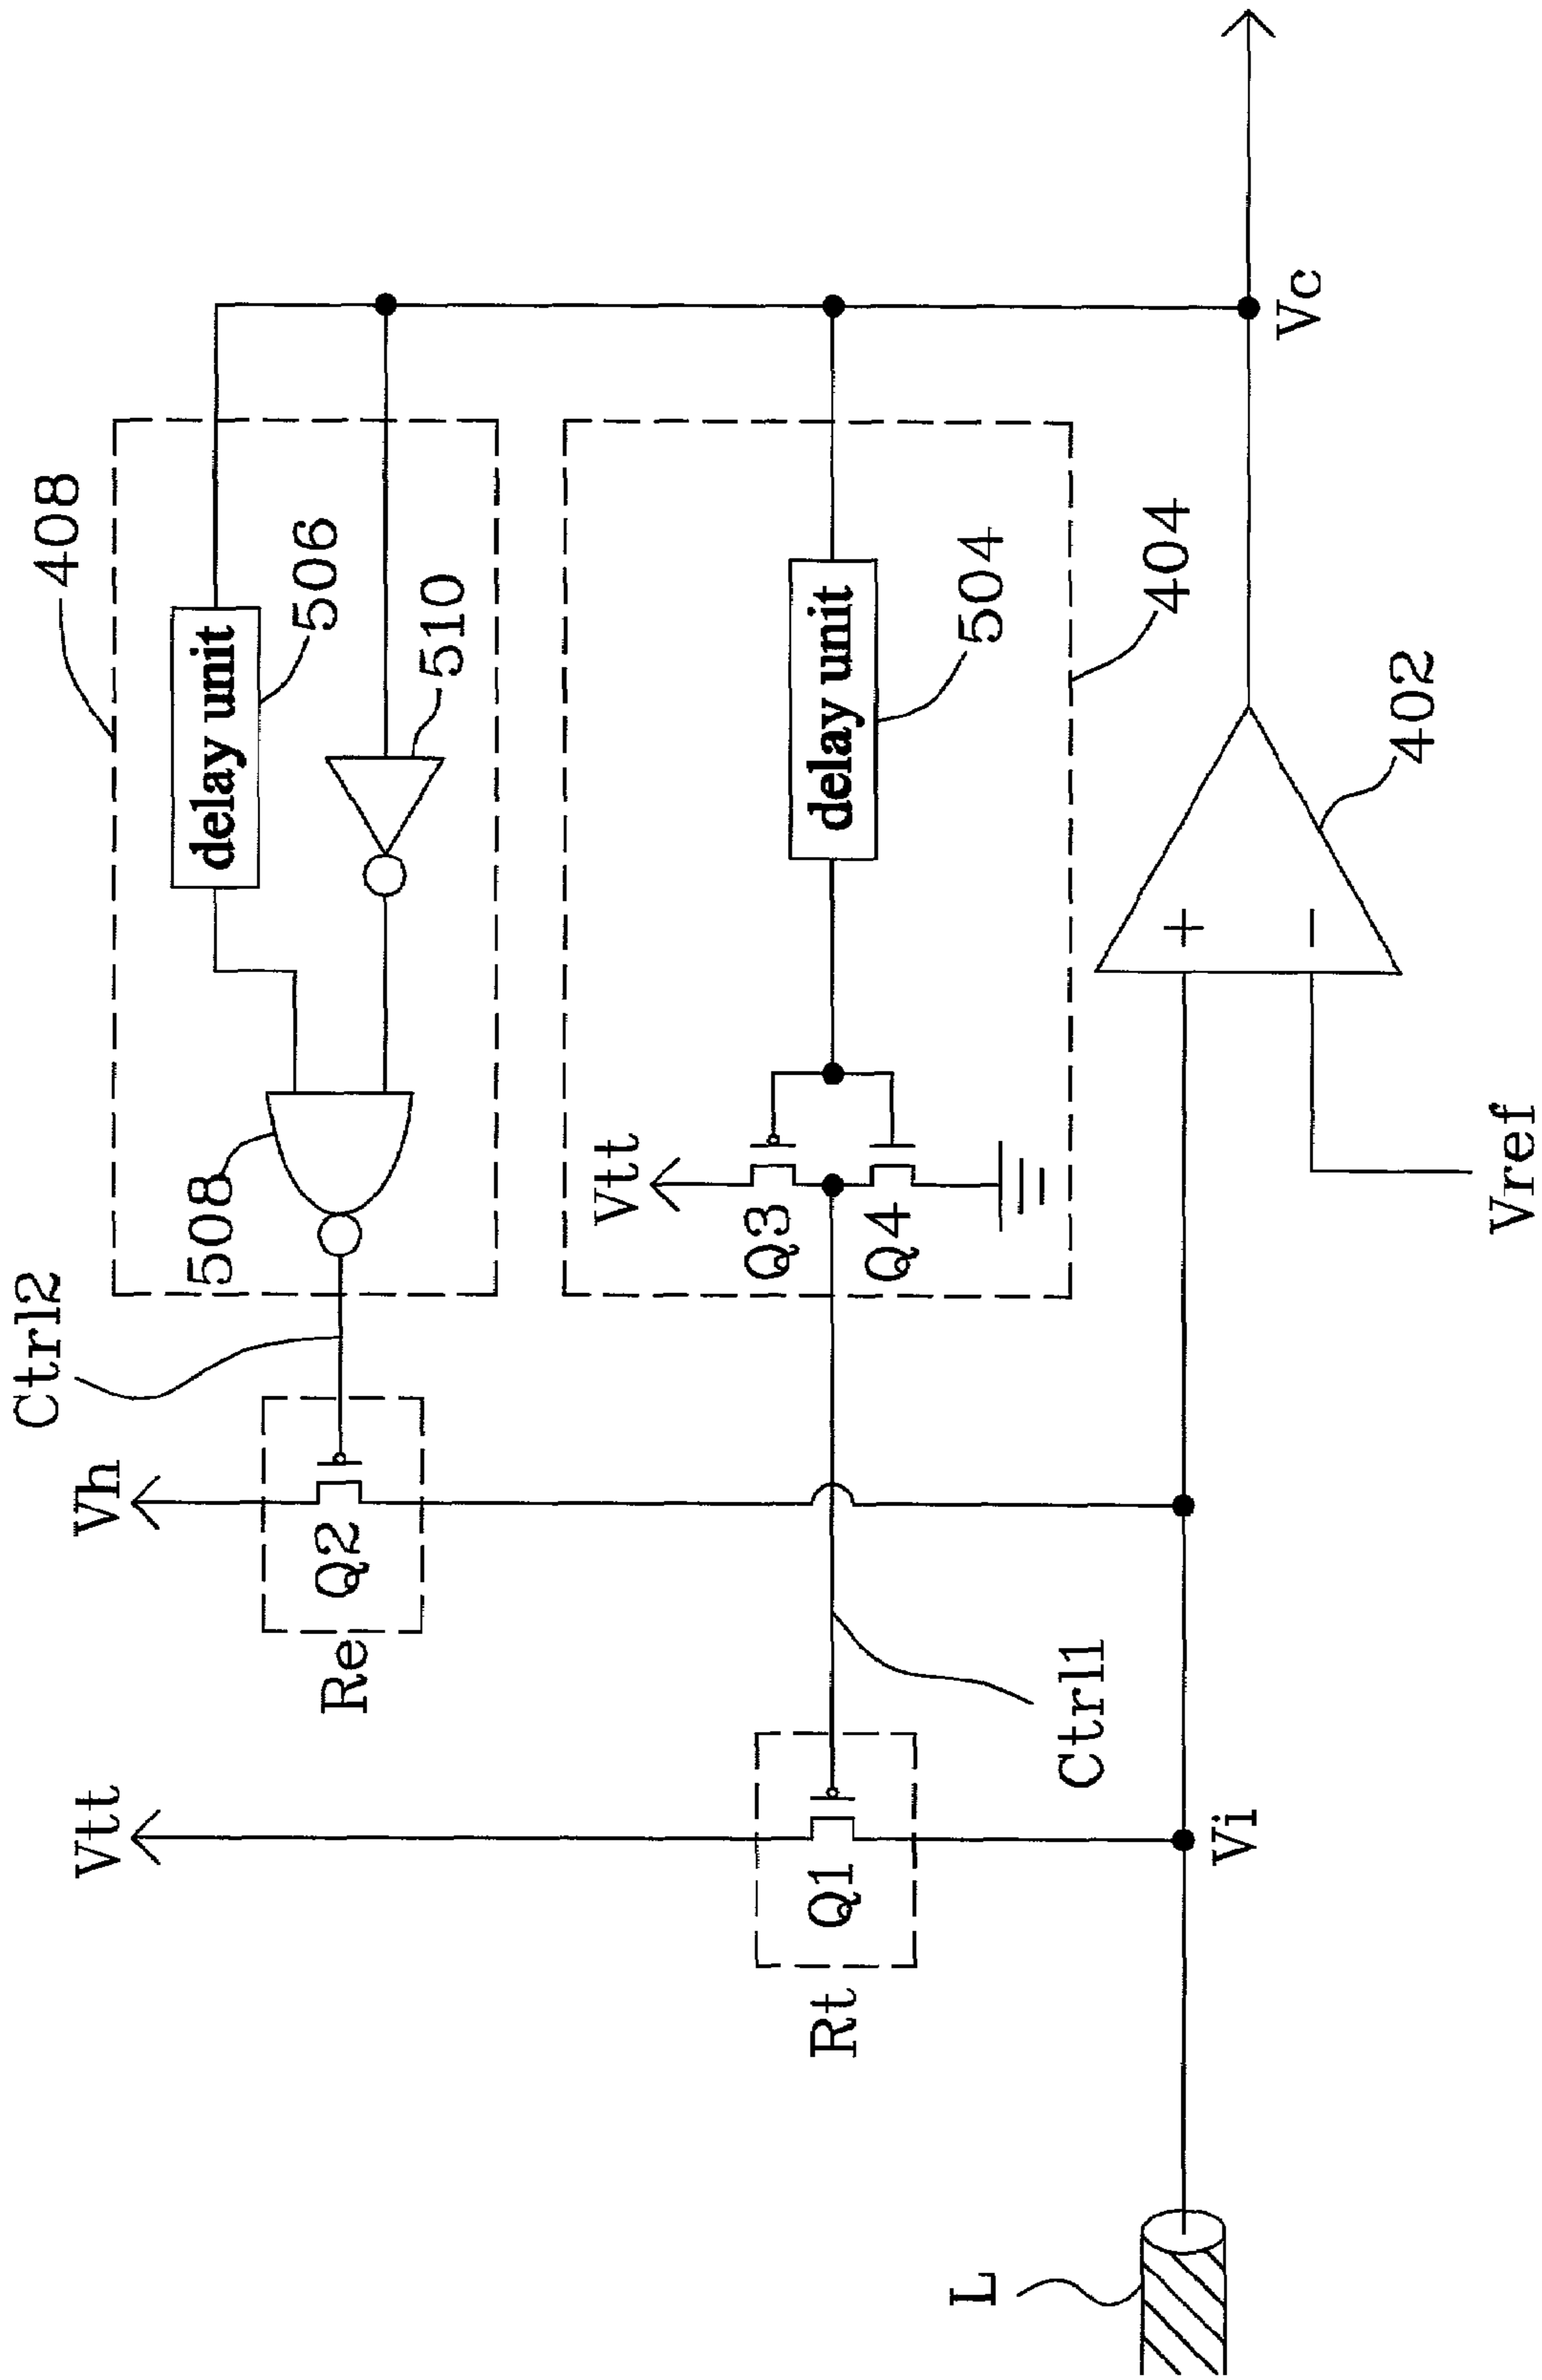 Vtt
Vh
Ctrl2
408
Re
Q2
508
delay unit
506
510
Vtt
Rt
Q1
Q3
Q4
delay unit
504
Ctrl1
404
L
Vi
+
−
402
Vc
Vref